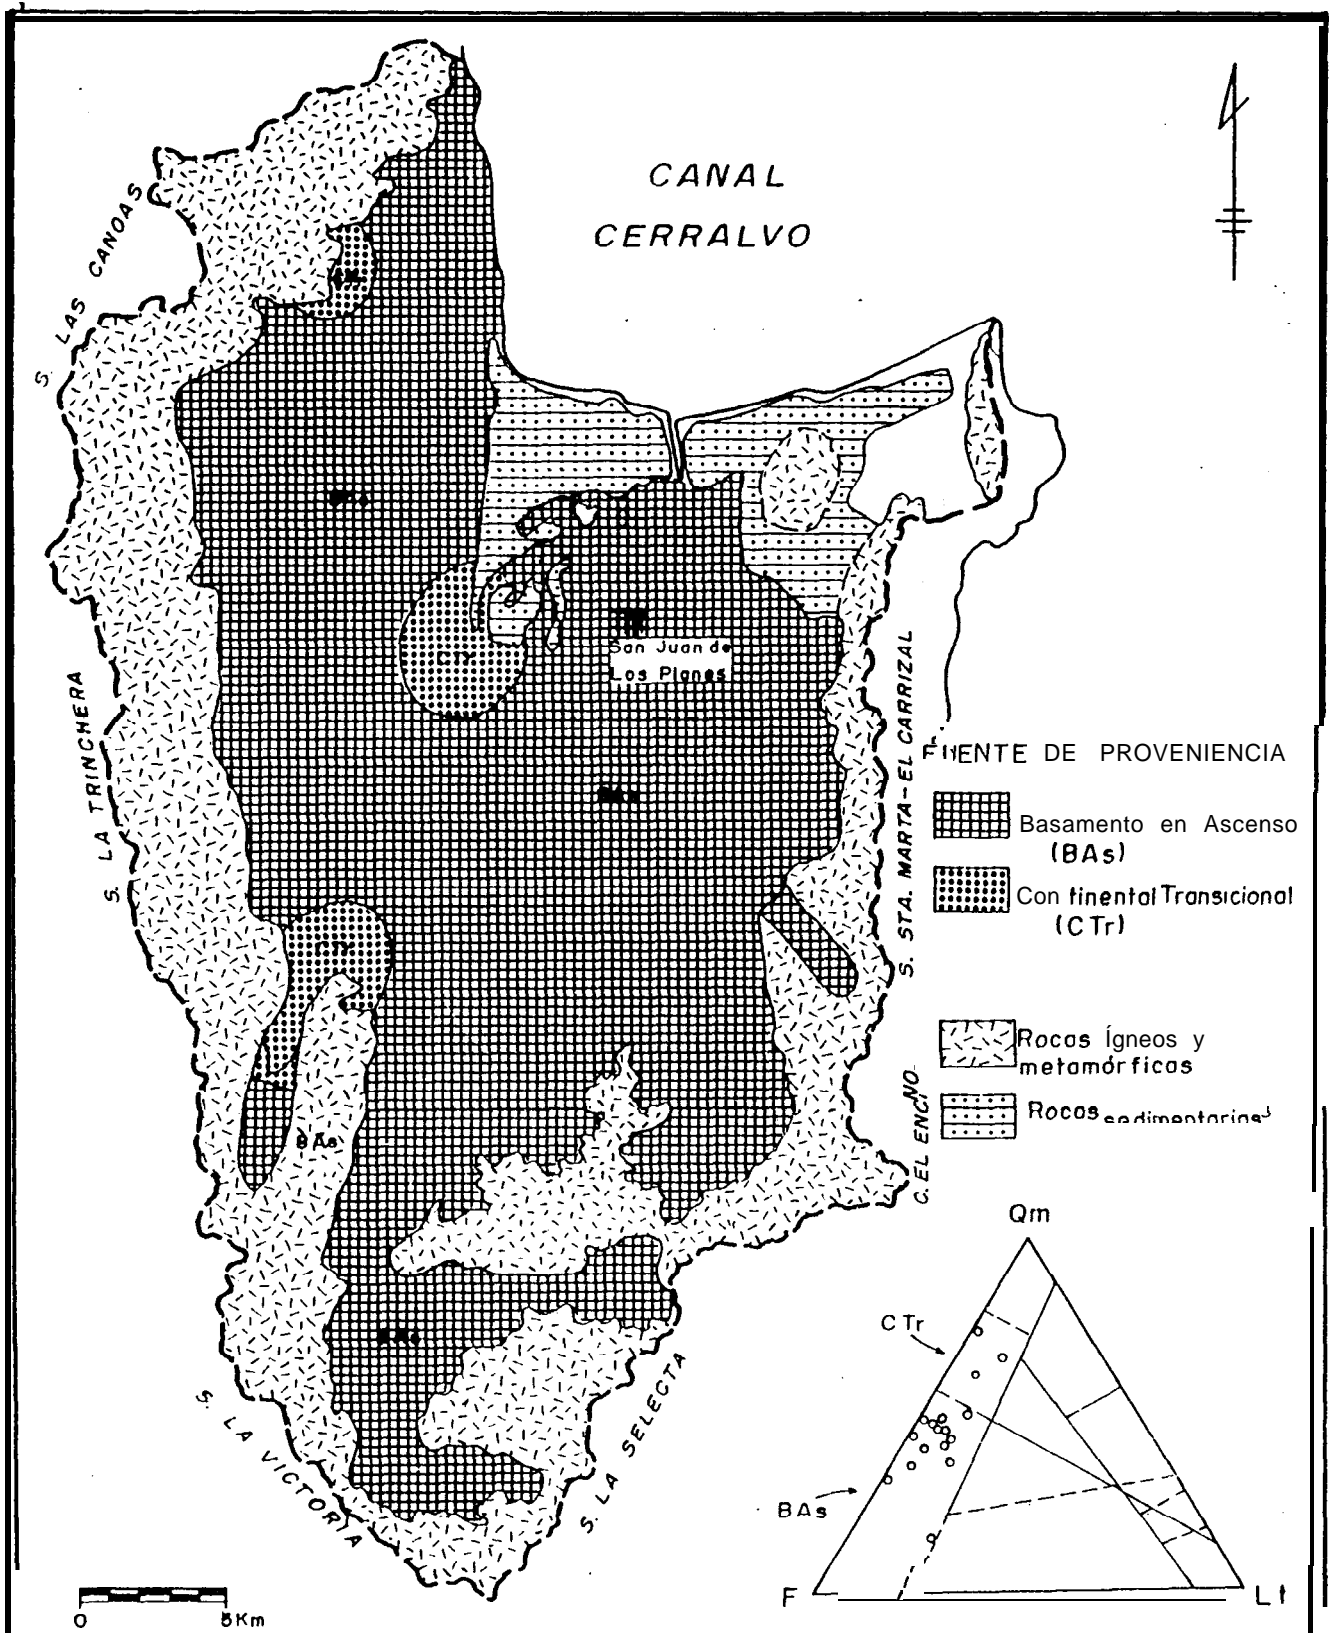 CANAL
CERRALVO
S. LAS CANOAS
San Juan de
Los Planes
S. LA TRINCHERA
S. STA. MARTA-EL CARRIZAL
DE PROVENIENCIA
Basamento en Ascenso
(BAs)
Con tinental Transicional
(CTr)
Rocas Ígneos y
metamórficas
Rocas sedimentarias
C. EL ENCINO
BAs
S. LA VICTORIA
S. LA SELECTA
Qm
CTr
BAs
F
Lt
0
5Km